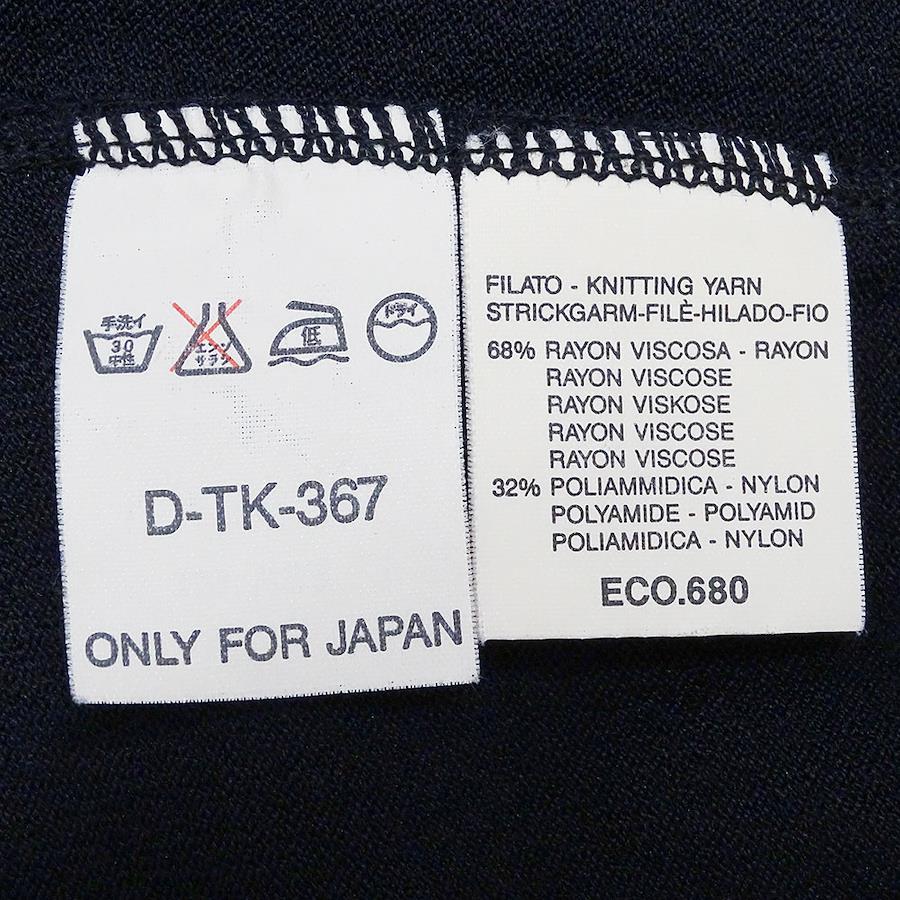 手洗イ
30
中性
エンソ
サラシ
低
ドライ
D-TK-367
ONLY FOR JAPAN
FILATO - KNITTING YARN
STRICKGARM-FILÈ-HILADO-FIO
68% RAYON VISCOSA - RAYON
RAYON VISCOSE
RAYON VISKOSE
RAYON VISCOSE
RAYON VISCOSE
32% POLIAMMIDICA - NYLON
POLYAMIDE - POLYAMID
POLIAMIDICA - NYLON
ECO.680